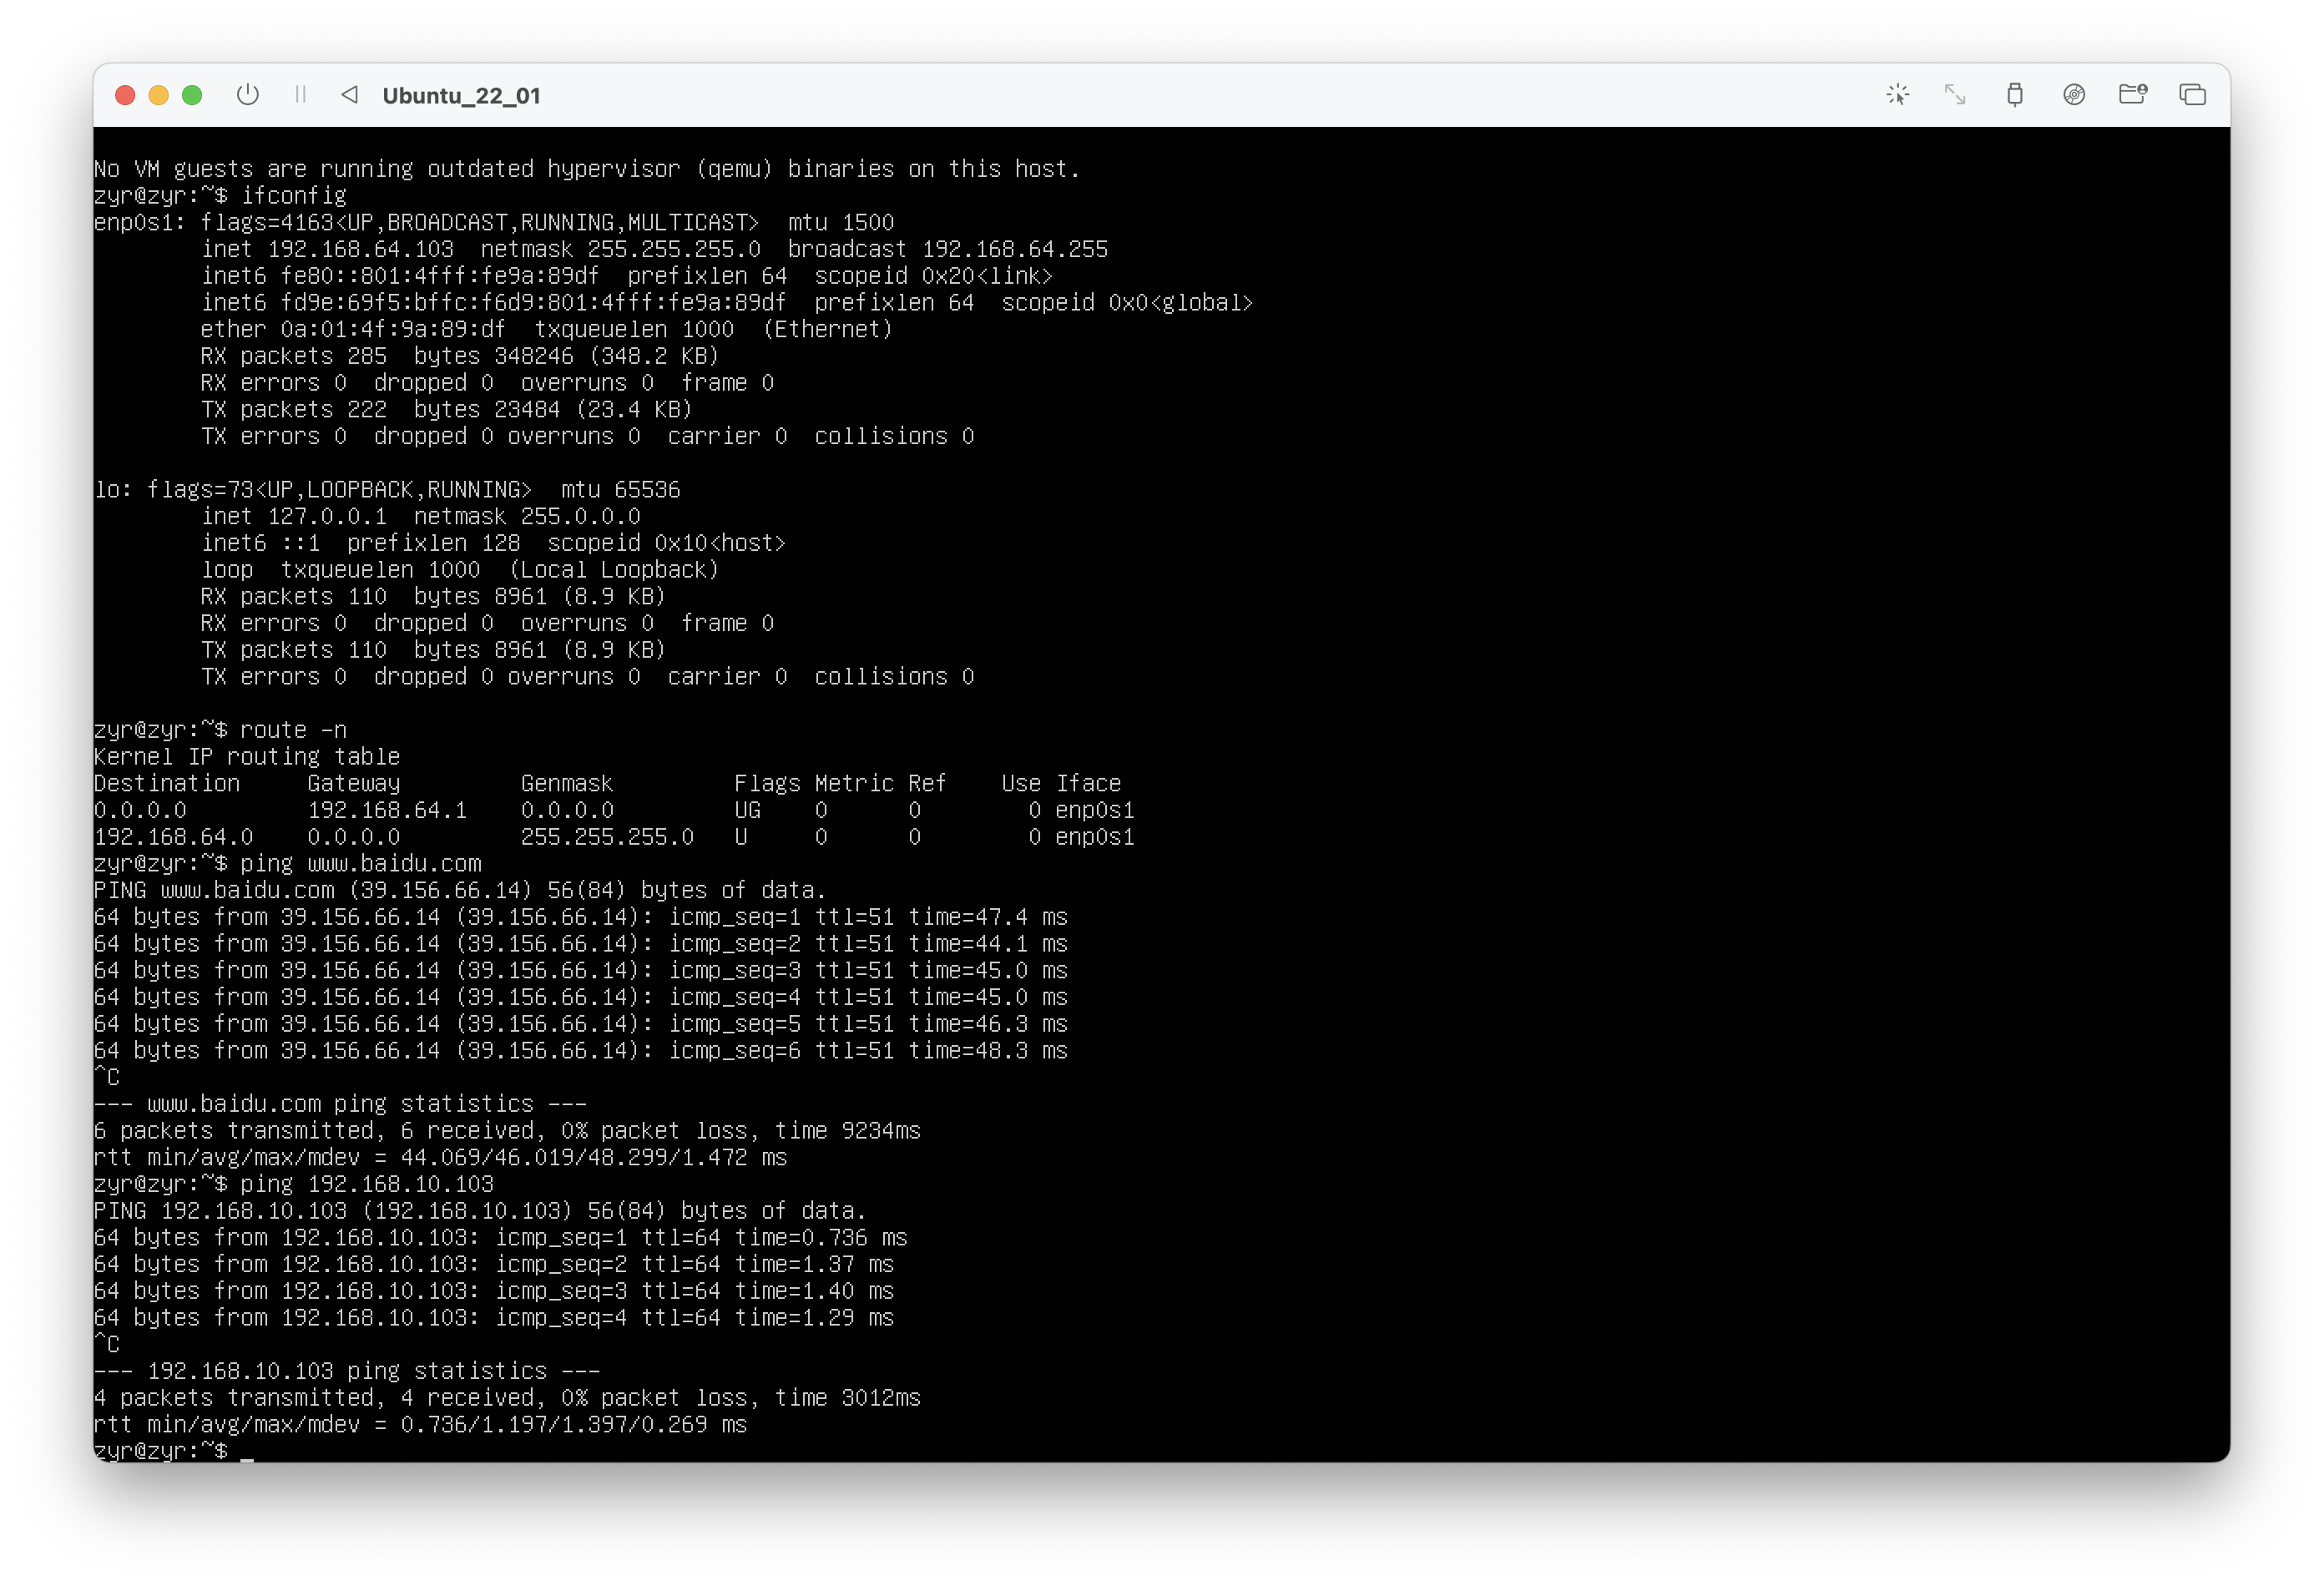 Ubuntu_22_01
No VM guests are running outdated hypervisor (qemu) binaries on this host.
zyr@zyr:~$ ifconfig
enp0s1: flags=4163<UP,BROADCAST,RUNNING,MULTICAST>  mtu 1500
        inet 192.168.64.103  netmask 255.255.255.0  broadcast 192.168.64.255
        inet6 fe80::801:4fff:fe9a:89df  prefixlen 64  scopeid 0x20<link>
        inet6 fd9e:69f5:bffc:f6d9:801:4fff:fe9a:89df  prefixlen 64  scopeid 0x0<global>
        ether 0a:01:4f:9a:89:df  txqueuelen 1000  (Ethernet)
        RX packets 285  bytes 348246 (348.2 KB)
        RX errors 0  dropped 0  overruns 0  frame 0
        TX packets 222  bytes 23484 (23.4 KB)
        TX errors 0  dropped 0 overruns 0  carrier 0  collisions 0
lo: flags=73<UP,LOOPBACK,RUNNING>  mtu 65536
        inet 127.0.0.1  netmask 255.0.0.0
        inet6 ::1  prefixlen 128  scopeid 0x10<host>
        loop  txqueuelen 1000  (Local Loopback)
        RX packets 110  bytes 8961 (8.9 KB)
        RX errors 0  dropped 0  overruns 0  frame 0
        TX packets 110  bytes 8961 (8.9 KB)
        TX errors 0  dropped 0 overruns 0  carrier 0  collisions 0
zyr@zyr:~$ route -n
Kernel IP routing table
Destination     Gateway         Genmask         Flags Metric Ref    Use Iface
0.0.0.0         192.168.64.1    0.0.0.0         UG    0      0        0 enp0s1
192.168.64.0    0.0.0.0         255.255.255.0   U     0      0        0 enp0s1
zyr@zyr:~$ ping www.baidu.com
PING www.baidu.com (39.156.66.14) 56(84) bytes of data.
64 bytes from 39.156.66.14 (39.156.66.14): icmp_seq=1 ttl=51 time=47.4 ms
64 bytes from 39.156.66.14 (39.156.66.14): icmp_seq=2 ttl=51 time=44.1 ms
64 bytes from 39.156.66.14 (39.156.66.14): icmp_seq=3 ttl=51 time=45.0 ms
64 bytes from 39.156.66.14 (39.156.66.14): icmp_seq=4 ttl=51 time=45.0 ms
64 bytes from 39.156.66.14 (39.156.66.14): icmp_seq=5 ttl=51 time=46.3 ms
64 bytes from 39.156.66.14 (39.156.66.14): icmp_seq=6 ttl=51 time=48.3 ms
^C
--- www.baidu.com ping statistics ---
6 packets transmitted, 6 received, 0% packet loss, time 9234ms
rtt min/avg/max/mdev = 44.069/46.019/48.299/1.472 ms
zyr@zyr:~$ ping 192.168.10.103
PING 192.168.10.103 (192.168.10.103) 56(84) bytes of data.
64 bytes from 192.168.10.103: icmp_seq=1 ttl=64 time=0.736 ms
64 bytes from 192.168.10.103: icmp_seq=2 ttl=64 time=1.37 ms
64 bytes from 192.168.10.103: icmp_seq=3 ttl=64 time=1.40 ms
64 bytes from 192.168.10.103: icmp_seq=4 ttl=64 time=1.29 ms
^C
--- 192.168.10.103 ping statistics ---
4 packets transmitted, 4 received, 0% packet loss, time 3012ms
rtt min/avg/max/mdev = 0.736/1.197/1.397/0.269 ms
zyr@zyr:~$ _